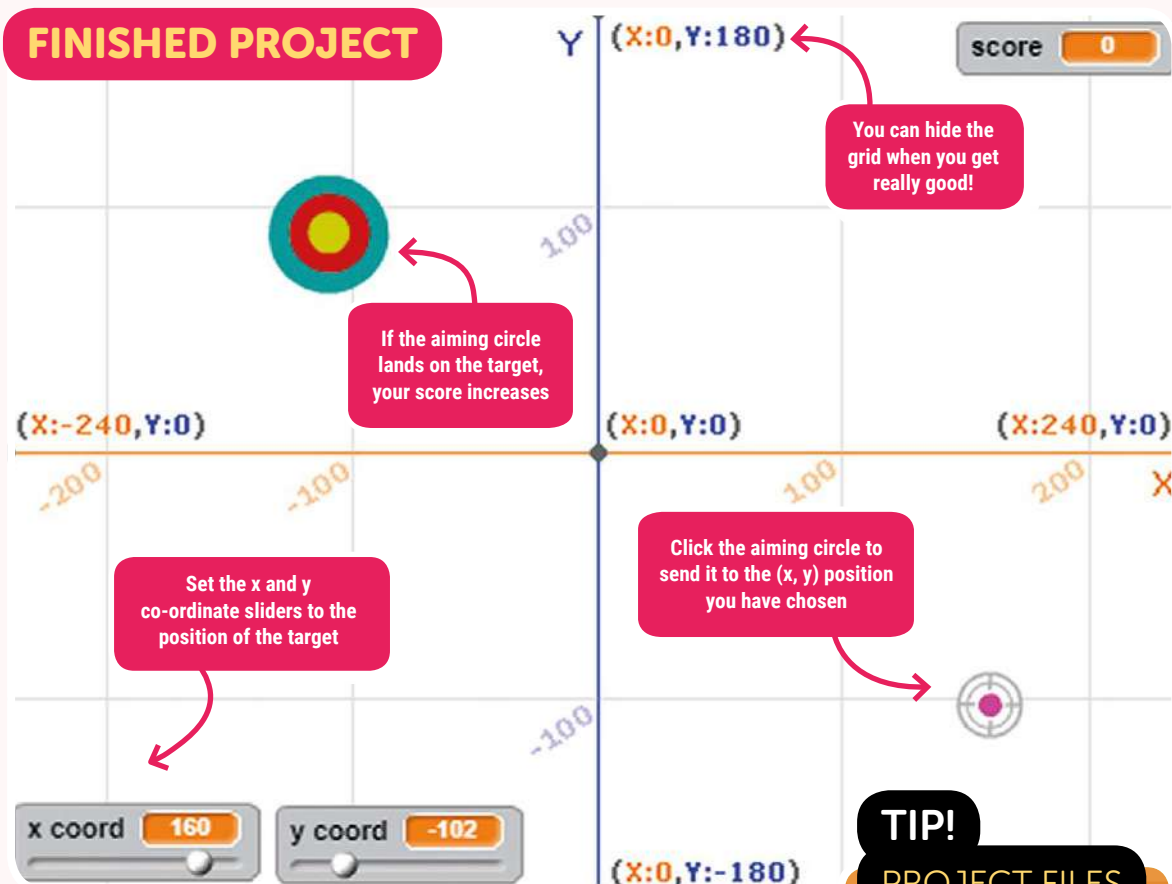 FINISHED PROJECT
Y
(X:0,Y:180)
score 0
You can hide the
grid when you get
really good!
100
If the aiming circle
lands on the target,
your score increases
(X:-240,Y:0)
(X:0,Y:0)
(X:240,Y:0)
-200
-100
100
200
X
Click the aiming circle to
send it to the (x, y) position
you have chosen
Set the x and y
co-ordinate sliders to the
position of the target
-100
x coord 160
y coord -102
(X:0,Y:-180)
TIP!
PROJECT FILES